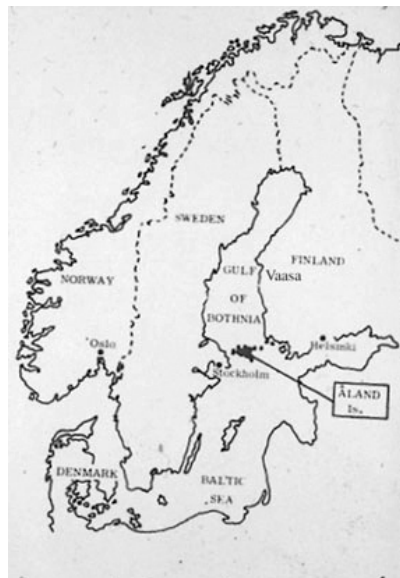 SWEDEN
FINLAND
GULF
Vaasa
NORWAY
OF
BOTHNIA
Oslo
Helsinki
Stockholm
ÅLAND
Is.
DENMARK
BALTIC
SEA